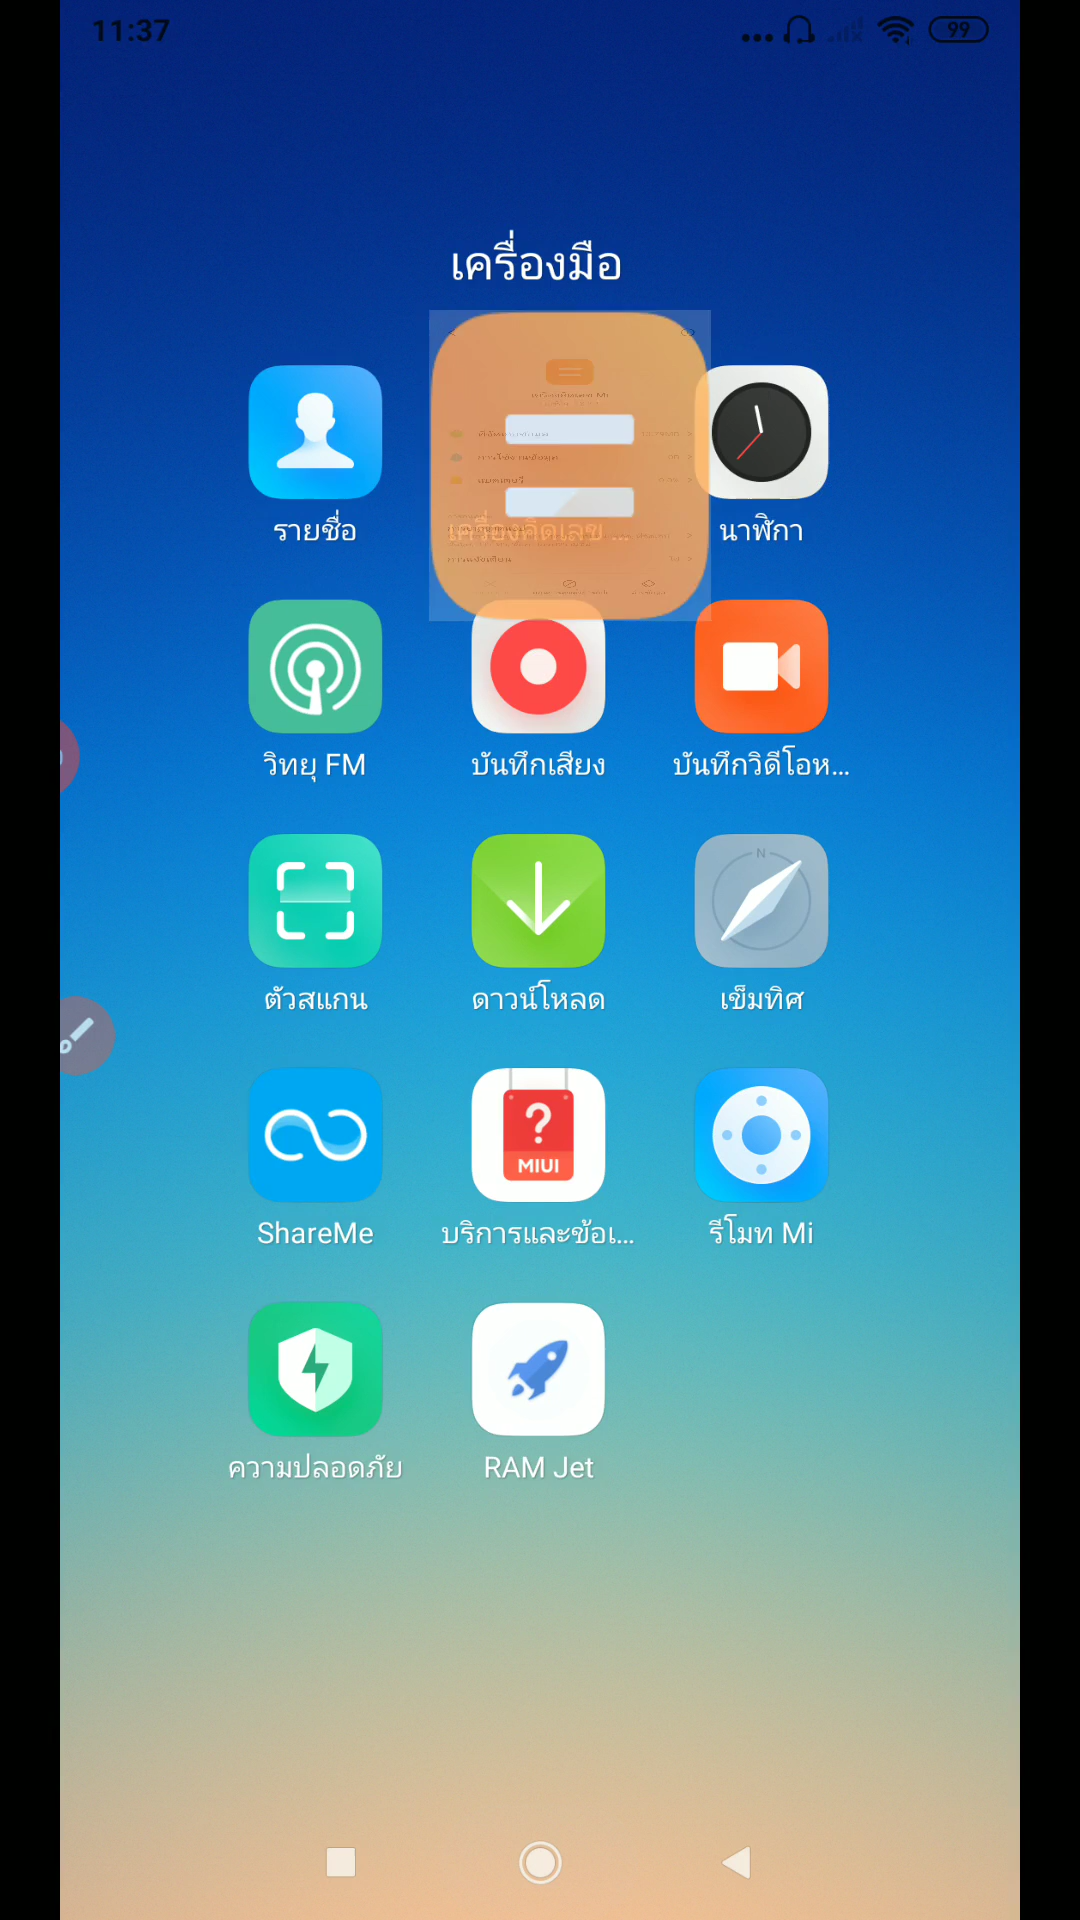 11:37
99
เครื่องมือ
เครื่องคิดเลข ...
รายชื่อ
นาฬิกา
วิทยุ FM
บันทึกเสียง
บันทึกวิดีโอห...
ตัวสแกน
ดาวน์โหลด
N
เข็มทิศ
MIUI
ShareMe
บริการและข้อเ...
รีโมท Mi
ความปลอดภัย
RAM Jet